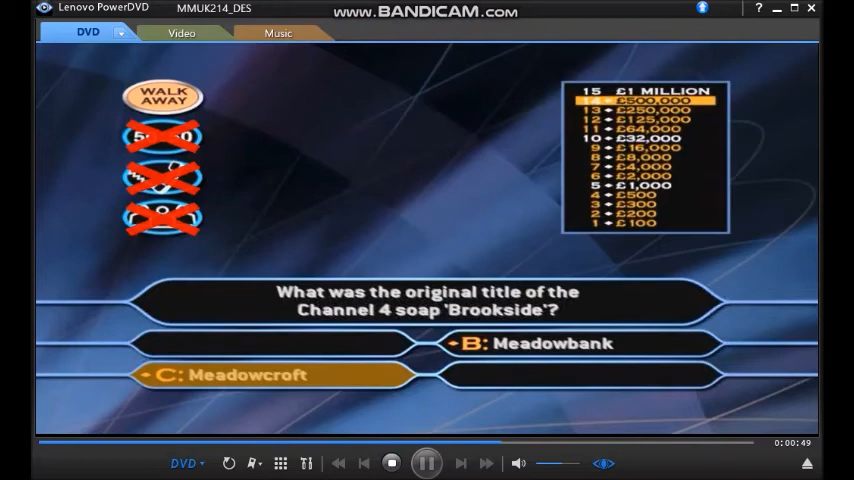 Lenovo PowerDVD
MMUK214_DES
www.BANDICAM.com
DVD
Video
Music
WALK
AWAY
15 £1 MILLION
14 £500,000
13 £250,000
12 £125,000
11 £64,000
10 £32,000
9 £16,000
8 £8,000
7 £4,000
6 £2,000
5 £1,000
4 £500
3 £300
2 £200
1 £100
What was the original title of the
Channel 4 soap 'Brookside'?
B: Meadowbank
C: Meadowcroft
DVD
0:00:49